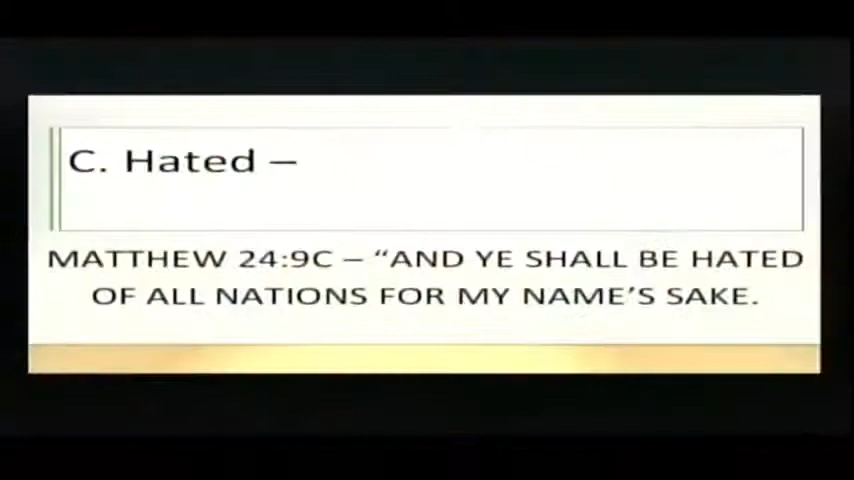 C. Hated –
MATTHEW 24:9C – “AND YE SHALL BE HATED
OF ALL NATIONS FOR MY NAME’S SAKE.